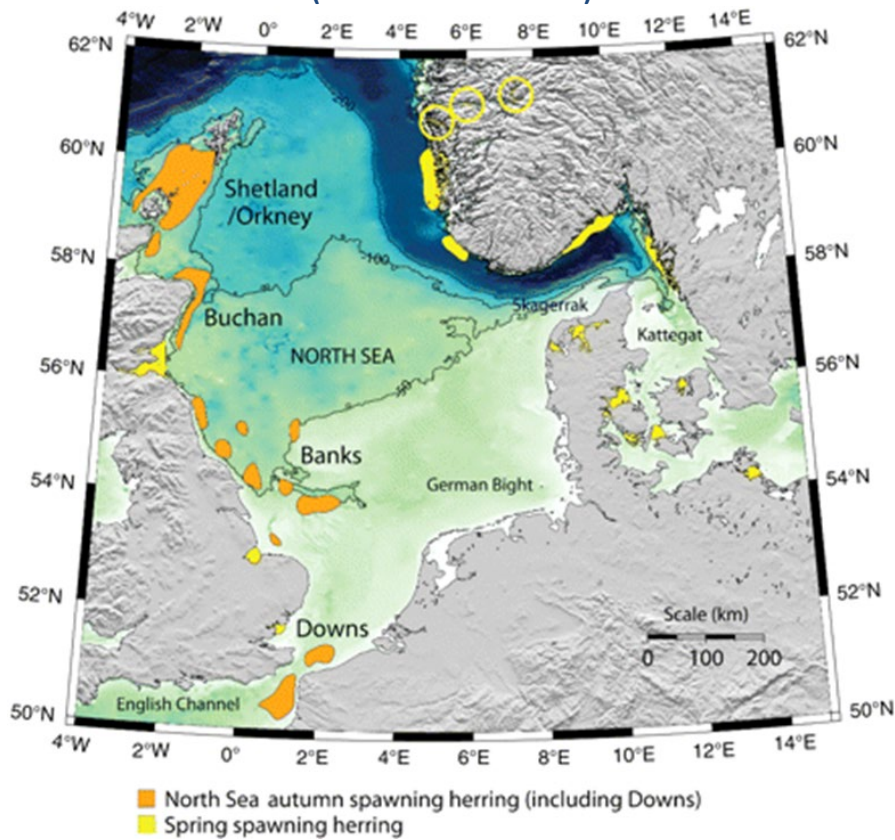 4°W 2°W 0° 2°E 4°E 6°E 8°E 10°E 12°E 14°E
62°N 62°N
-200
60°N 60°N
Shetland
/Orkney
58°N 58°N
-100
Skagerrak
Buchan
Kattegat
NORTH SEA
56°N 56°N
-50
Banks
54°N 54°N
German Bight
52°N 52°N
Scale (km)
Downs
0 100 200
English Channel
50°N 50°N
4°W 2°W 0° 2°E 4°E 6°E 8°E 10°E 12°E 14°E
North Sea autumn spawning herring (including Downs)
Spring spawning herring